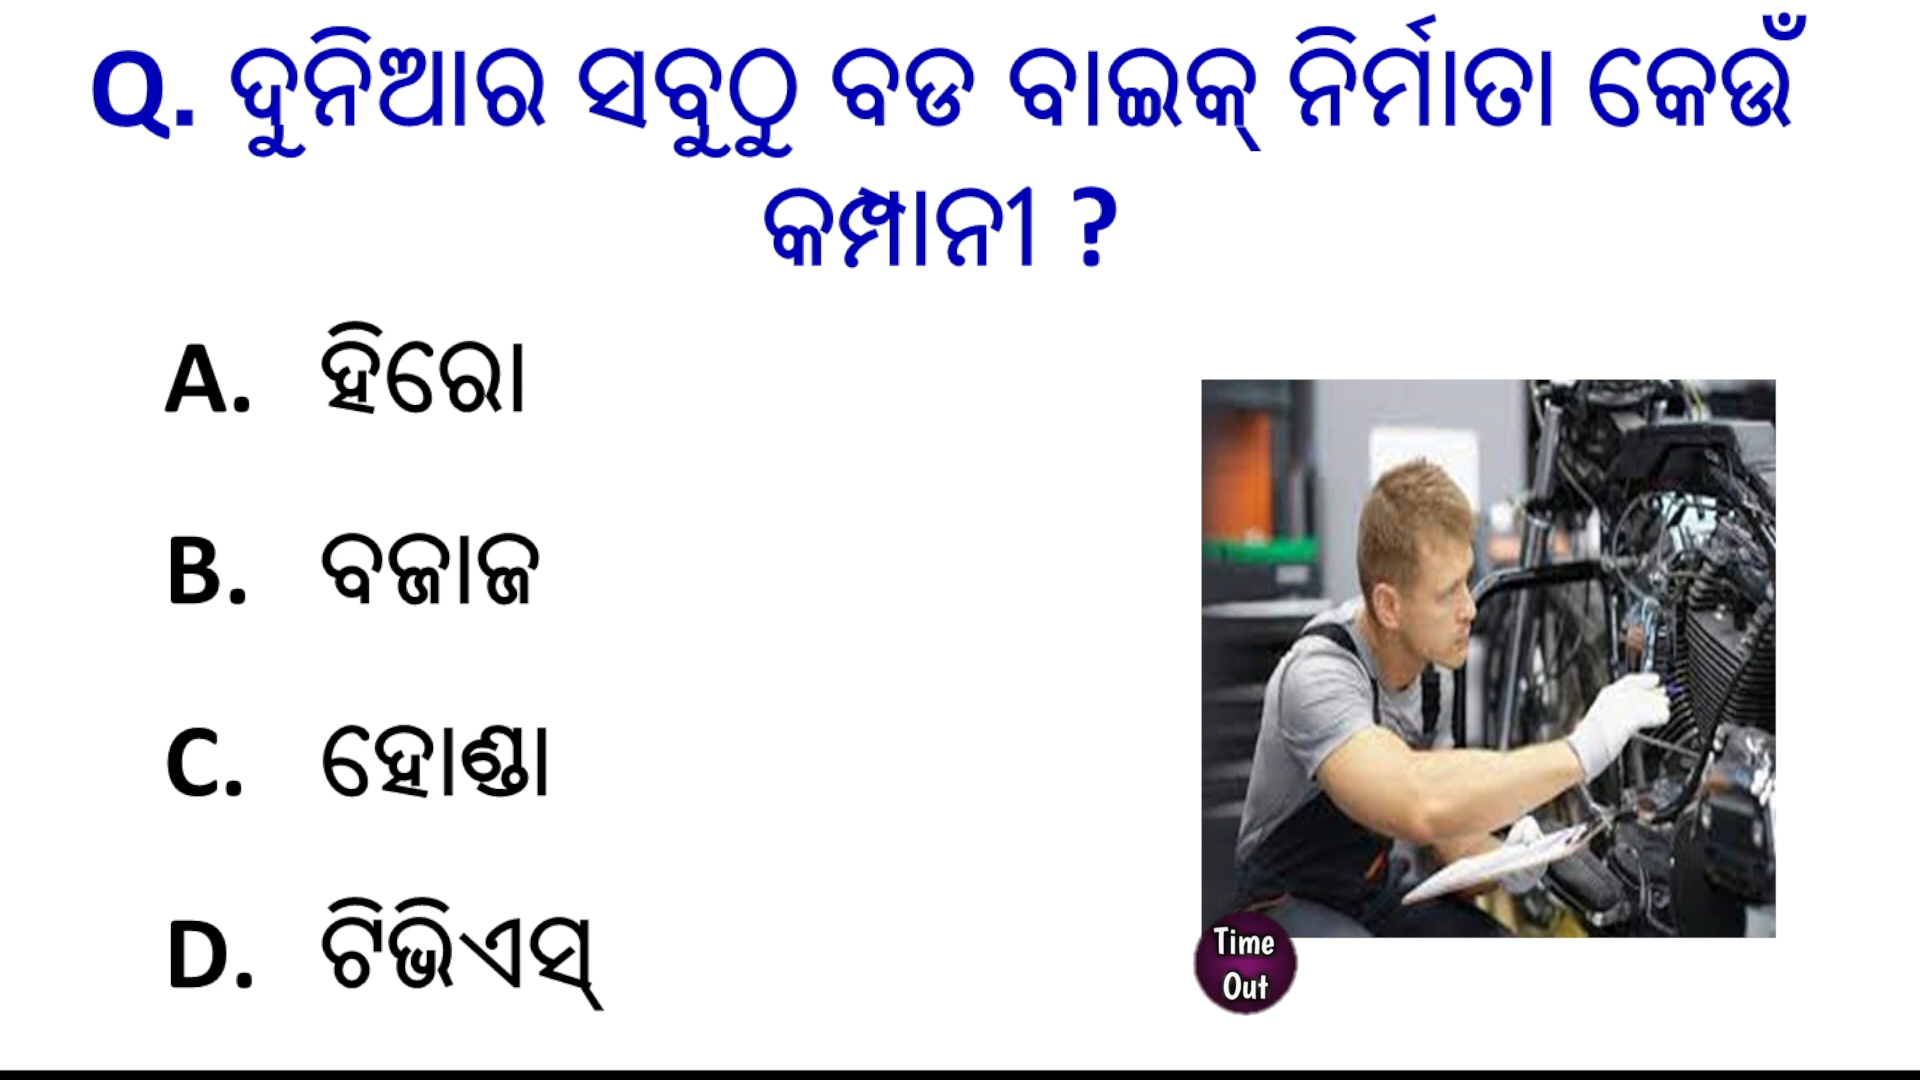 Q. ଦୁନିଆର ସବୁଠୁ ବଡ ବାଇକ୍ ନିର୍ମାତା କେଉଁ
କମ୍ପାନୀ ?
A. ହିରୋ
B. ବଜାଜ
C. ହୋଣ୍ଡା
D. ଟିଭିଏସ୍
Time
Out